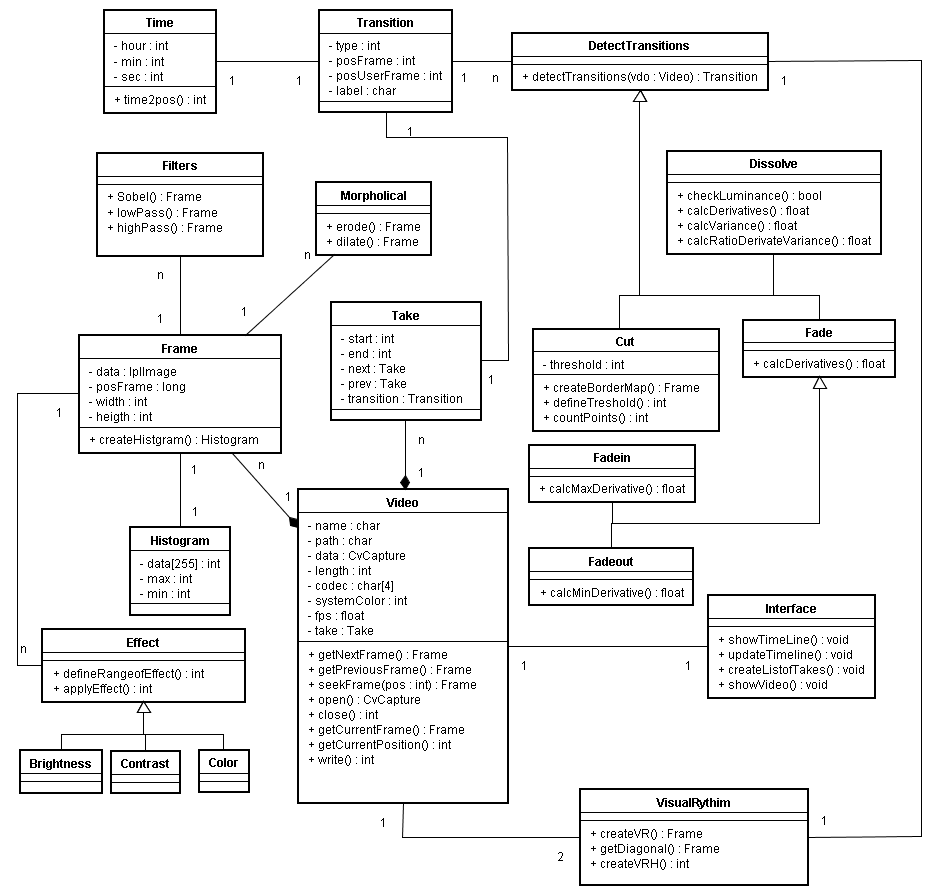 Time
- hour : int
- min : int
- sec : int
+ time2pos() : int
1
1
Transition
- type : int
- posFrame : int
- posUserFrame : int
- label : char
1
n
1
DetectTransitions
+ detectTransitions(vdo : Video) : Transition
1
Filters
+ Sobel() : Frame
+ lowPass() : Frame
+ highPass() : Frame
n
1
Morpholical
+ erode() : Frame
+ dilate() : Frame
n
1
Dissolve
+ checkLuminance() : bool
+ calcDerivatives() : float
+ calcVariance() : float
+ calcRatioDerivateVariance() : float
Take
- start : int
- end : int
- next : Take
- prev : Take
- transition : Transition
1
n
1
Cut
- threshold : int
+ createBorderMap() : Frame
+ defineTreshold() : int
+ countPoints() : int
Fade
+ calcDerivatives() : float
Frame
- data : IplImage
- posFrame : long
- width : int
- heigth : int
+ createHistgram() : Histogram
1
n
1
n
1
1
Fadein
+ calcMaxDerivative() : float
Fadeout
+ calcMinDerivative() : float
Histogram
- data[255] : int
- max : int
- min : int
Video
- name : char
- path : char
- data : CvCapture
- length : int
- codec : char[4]
- systemColor : int
- fps : float
- take : Take
+ getNextFrame() : Frame
+ getPreviousFrame() : Frame
+ seekFrame(pos : int) : Frame
+ open() : CvCapture
+ close() : int
+ getCurrentFrame() : Frame
+ getCurrentPosition() : int
+ write() : int
1
1
Interface
+ showTimeLine() : void
+ updateTimeline() : void
+ createListofTakes() : void
+ showVideo() : void
Effect
+ defineRangeofEffect() : int
+ applyEffect() : int
Brightness
Contrast
Color
1
2
VisualRythim
+ createVR() : Frame
+ getDiagonal() : Frame
+ createVRH() : int
1